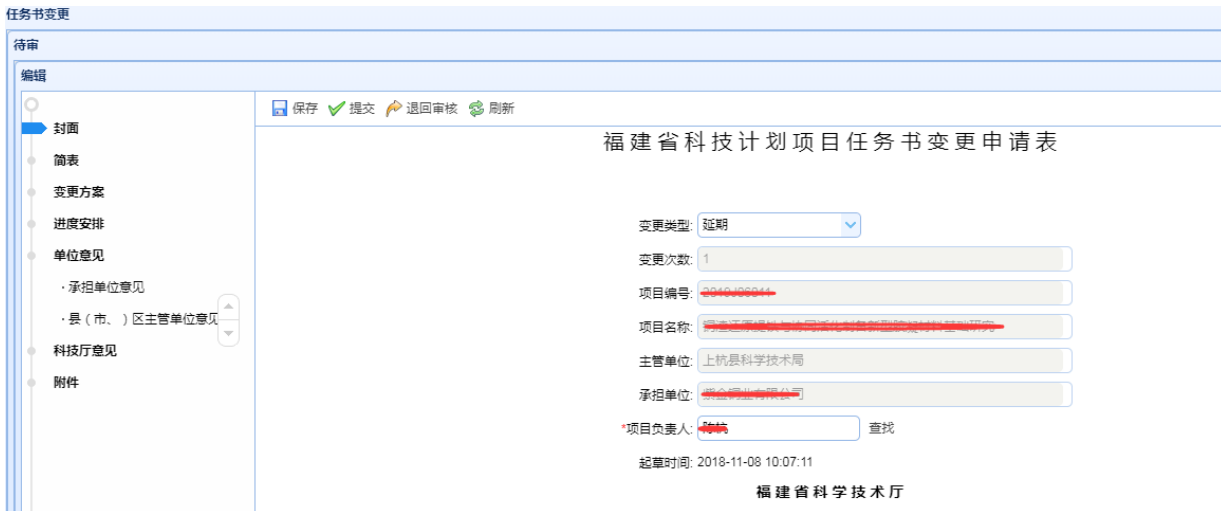 任务书变更
待审
编辑
保存 提交 退回审核 刷新
封面
简表
变更方案
进度安排
单位意见
·承担单位意见
·县（市、）区主管单位意见
科技厅意见
附件
福建省科技计划项目任务书变更申请表
变更类型: 延期
变更次数: 1
项目编号:
项目名称:
主管单位: 上杭县科学技术局
承担单位:
*项目负责人: 查找
起草时间: 2018-11-08 10:07:11
福建省科学技术厅